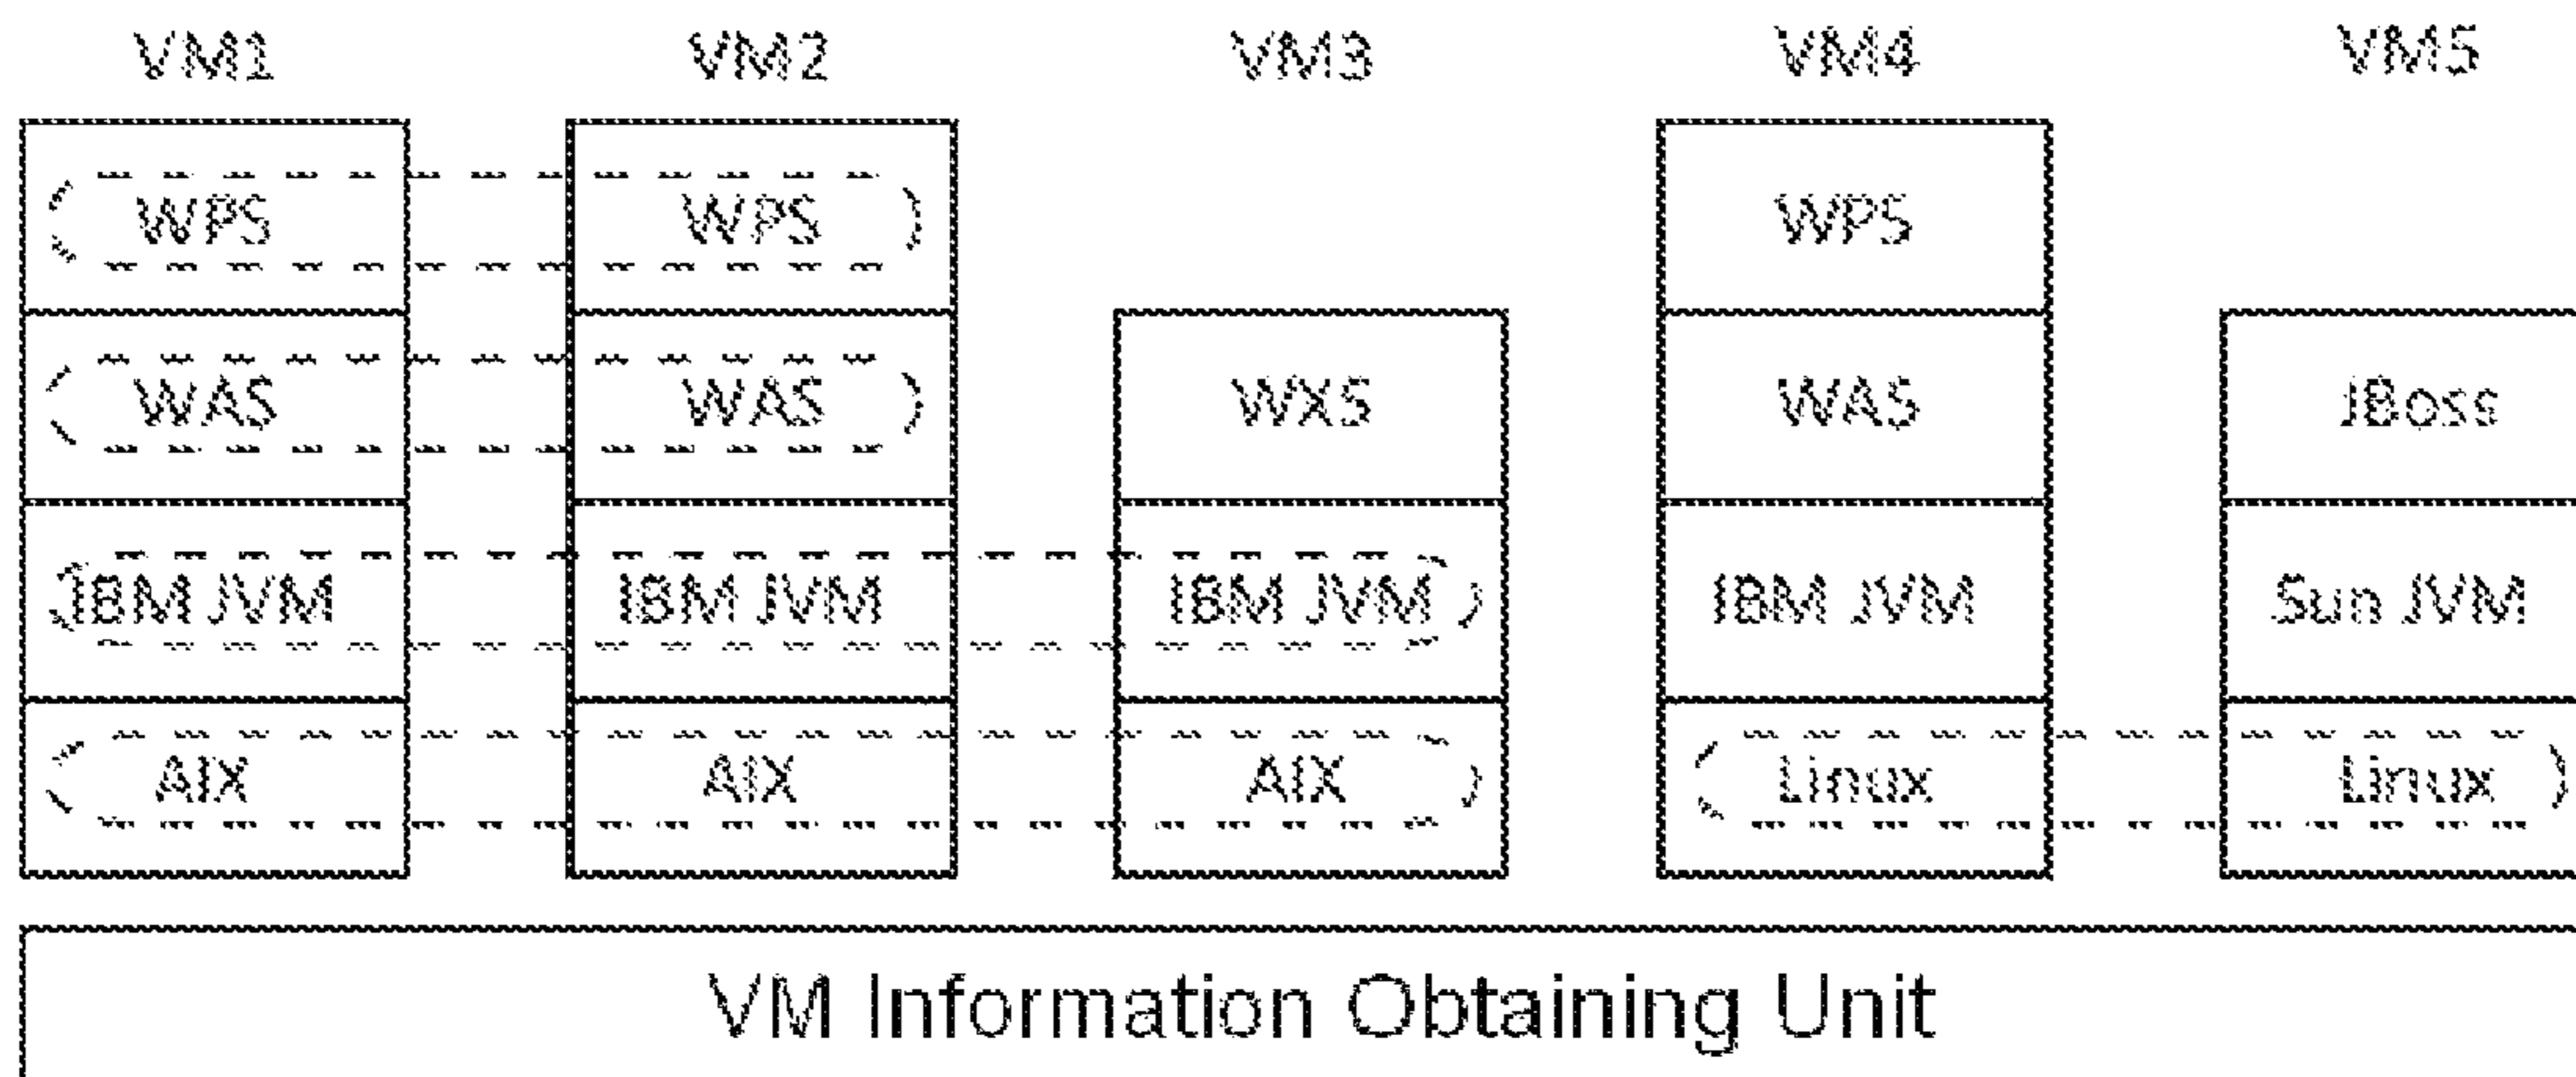 VM1 VM2 VM3 VM4 VM5
WPS WPS WPS
WAS WAS WXS WAS JBoss
IBM JVM IBM JVM IBM JVM IBM JVM Sun JVM
AIX AIX AIX Linux Linux
VM Information Obtaining Unit